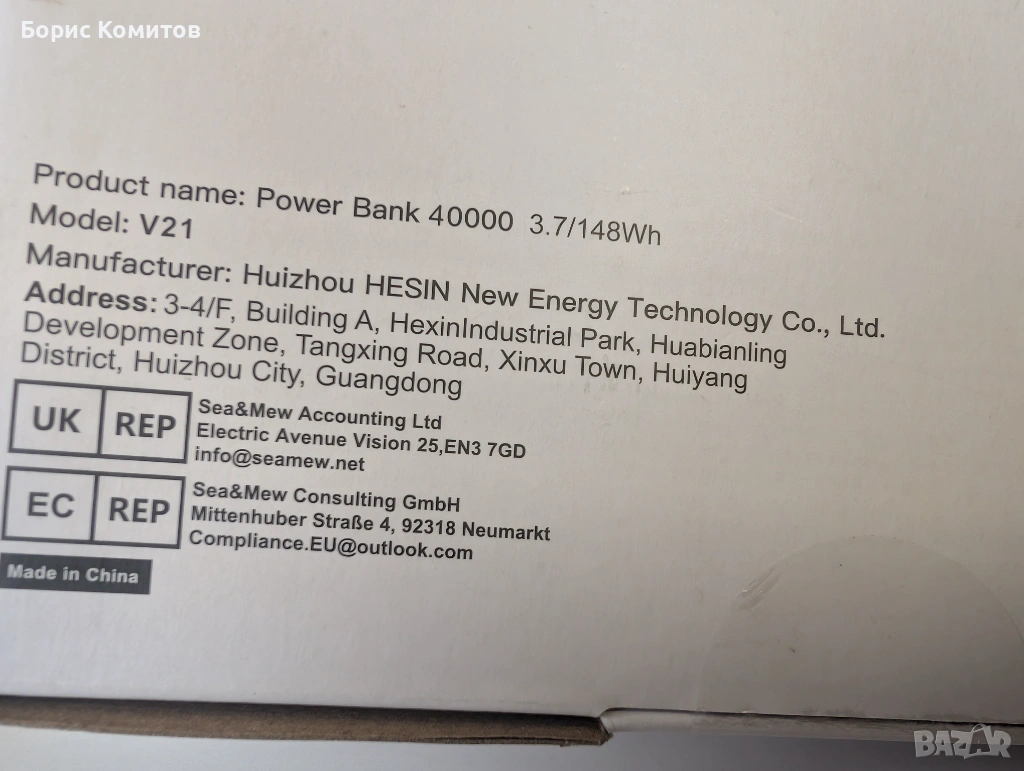 Борис Комитов
Product name: Power Bank 40000 3.7/148Wh
Model: V21
Manufacturer: Huizhou HESIN New Energy Technology Co., Ltd.
Address: 3-4/F, Building A, HexinIndustrial Park, Huabianling
Development Zone, Tangxing Road, Xinxu Town, Huiyang
District, Huizhou City, Guangdong
UK REP
Sea&Mew Accounting Ltd
Electric Avenue Vision 25,EN3 7GD
info@seamew.net
EC REP
Sea&Mew Consulting GmbH
Mittenhuber Straße 4, 92318 Neumarkt
Compliance.EU@outlook.com
Made in China
BAZAR